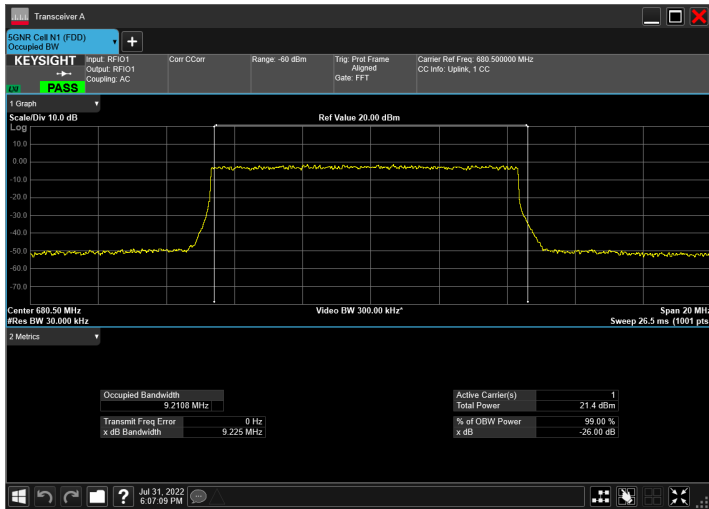 Transceiver A
5GNR Cell N1 (FDD)
Occupied BW
KEYSIGHT
LXI
PASS
Input: RFIO1
Output: RFIO1
Coupling: AC
Corr CCorr
Range: -60 dBm
Trig: Prot Frame
Aligned
Gate: FFT
Carrier Ref Freq: 680.500000 MHz
CC Info: Uplink, 1 CC
1 Graph
Scale/Div 10.0 dB
Ref Value 20.00 dBm
Log
10.0
0.00
-10.0
-20.0
-30.0
-40.0
-50.0
-60.0
-70.0
Center 680.50 MHz
Video BW 300.00 kHz*
Span 20 MHz
#Res BW 30.000 kHz
Sweep 26.5 ms (1001 pts
2 Metrics
Occupied Bandwidth
9.2108 MHz
Transmit Freq Error 0 Hz
x dB Bandwidth 9.225 MHz
Active Carrier(s) 1
Total Power 21.4 dBm
% of OBW Power 99.00 %
x dB -26.00 dB
?
Jul 31, 2022
6:07:09 PM